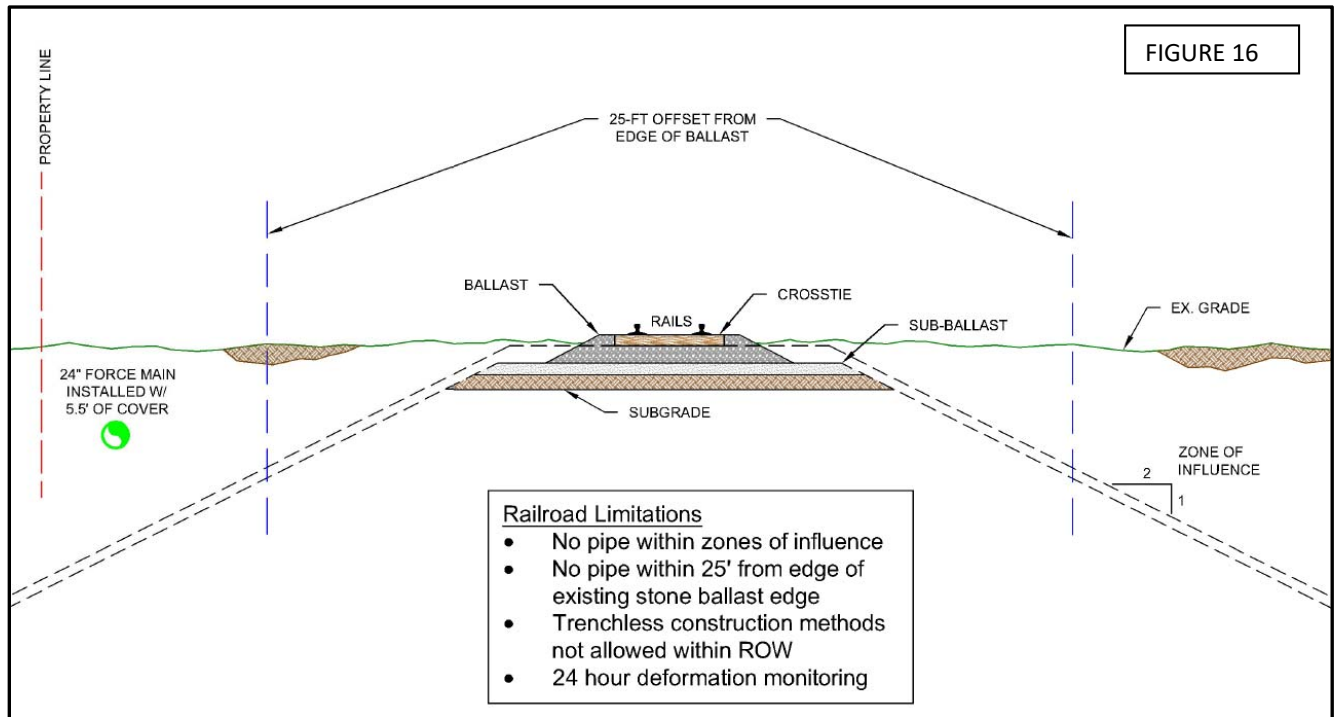 FIGURE 16
PROPERTY LINE
25-FT OFFSET FROM
EDGE OF BALLAST
BALLAST
RAILS
CROSSTIE
SUB-BALLAST
EX. GRADE
24" FORCE MAIN
INSTALLED W/
5.5' OF COVER
SUBGRADE
ZONE OF
INFLUENCE
2
1
Railroad Limitations
• No pipe within zones of influence
• No pipe within 25' from edge of
existing stone ballast edge
• Trenchless construction methods
not allowed within ROW
• 24 hour deformation monitoring